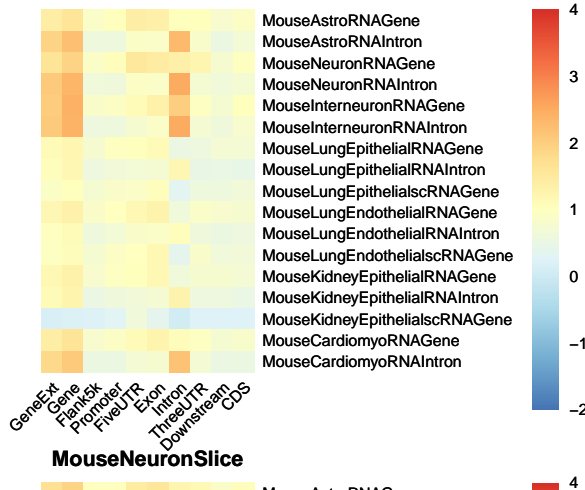 4
MouseAstroRNAGene
MouseAstroRNAIntron
MouseNeuronRNAGene
3
MouseNeuronRNAIntron
MouseInterneuronRNAGene
MouseInterneuronRNAIntron
2
MouseLungEpithelialRNAGene
MouseLungEpithelialRNAIntron
MouseLungEpithelialscRNAGene
1
MouseLungEndothelialRNAGene
MouseLungEndothelialRNAIntron
MouseLungEndothelialscRNAGene
0
MouseKidneyEpithelialRNAGene
MouseKidneyEpithelialRNAIntron
MouseKidneyEpithelialscRNAGene
−1
MouseCardiomyoRNAGene
MouseCardiomyoRNAIntron
−2
GeneExt
Gene
Flank5k
Promoter
FiveUTR
Exon
Intron
ThreeUTR
Downstream
CDS
MouseNeuronSlice
4